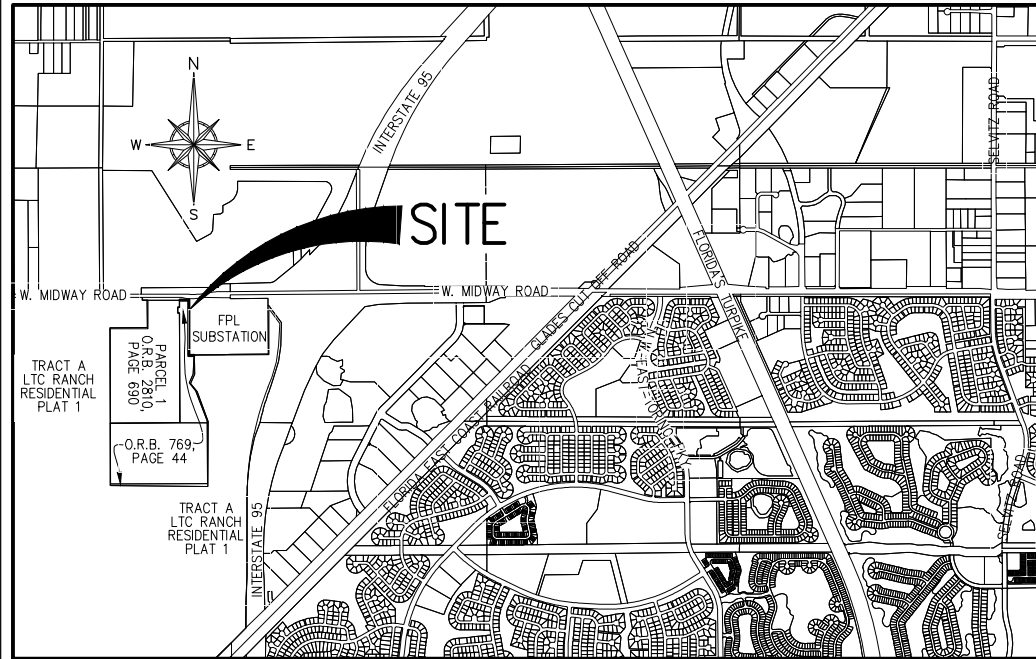 N
W
E
S
INTERSTATE 95
SELVITZ ROAD
SITE
GLADES CUT OFF ROAD
FLORIDA'S TURPIKE
W. MIDWAY ROAD
W. MIDWAY ROAD
FPL
SUBSTATION
PARCEL 1
O.R.B. 2810,
PAGE 690
TRACT A
LTC RANCH
RESIDENTIAL
PLAT 1
O.R.B. 769,
PAGE 44
FLORIDA EAST COAST RAILROAD
TRACT A
LTC RANCH
RESIDENTIAL
PLAT 1
INTERSTATE 95